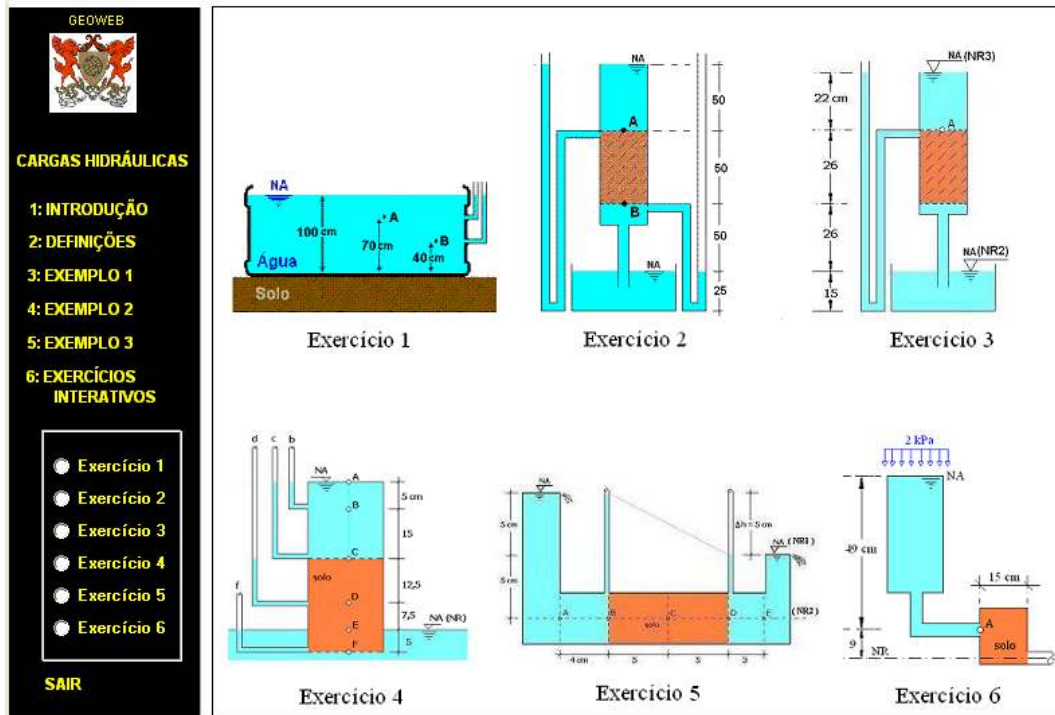 GEOWEB
CARGAS HIDRÁULICAS
1: INTRODUÇÃO
2: DEFINIÇÕES
3: EXEMPLO 1
4: EXEMPLO 2
5: EXEMPLO 3
6: EXERCÍCIOS
INTERATIVOS
Exercício 1
Exercício 2
Exercício 3
Exercício 4
Exercício 5
Exercício 6
SAIR
NA
A
100 cm
70 cm
B
40 cm
Água
Solo
Exercício 1
NA
50
A
50
B
50
NA
25
Exercício 2
NA (NR3)
22 cm
A
26
26
NA(NR2)
15
Exercício 3
d
c
b
NA
A
5 cm
B
15
C
solo
12,5
D
7,5
NA (NR)
f
E
5
F
Exercício 4
NA
5 cm
Δh = 5 cm
NA (NR1)
5 cm
(NR2)
A
B
C
D
E
solo
4 cm
5
5
3
Exercício 5
2 kPa
NA
49 cm
15 cm
A
9
NR
solo
Exercício 6